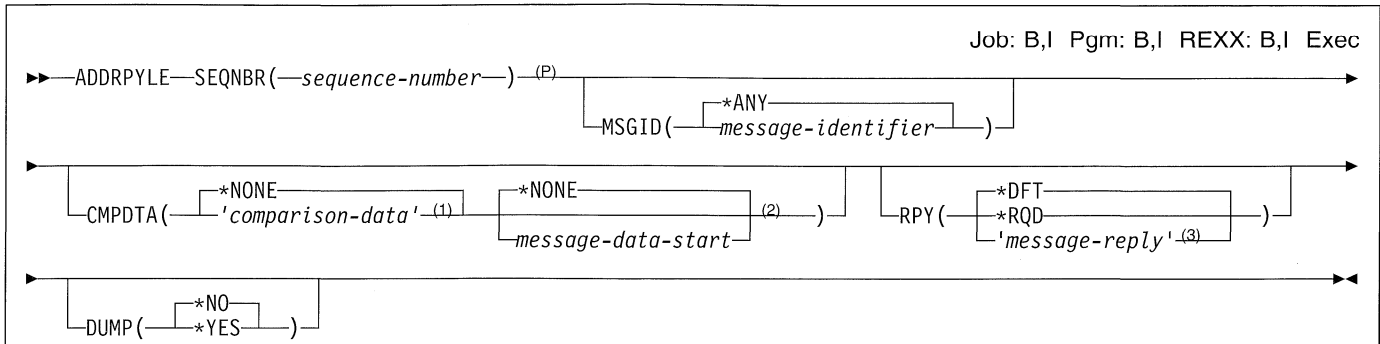 Job: B,I Pgm: B,I REXX: B,I Exec
ADDRPYLE SEQNBR( sequence-number ) (P)
*ANY
MSGID( message-identifier )
*NONE *NONE *DFT
CMPDTA( 'comparison-data' (1) (2) ) RPY( *RQD )
message-data-start 'message-reply' (3)
*NO
DUMP( *YES )